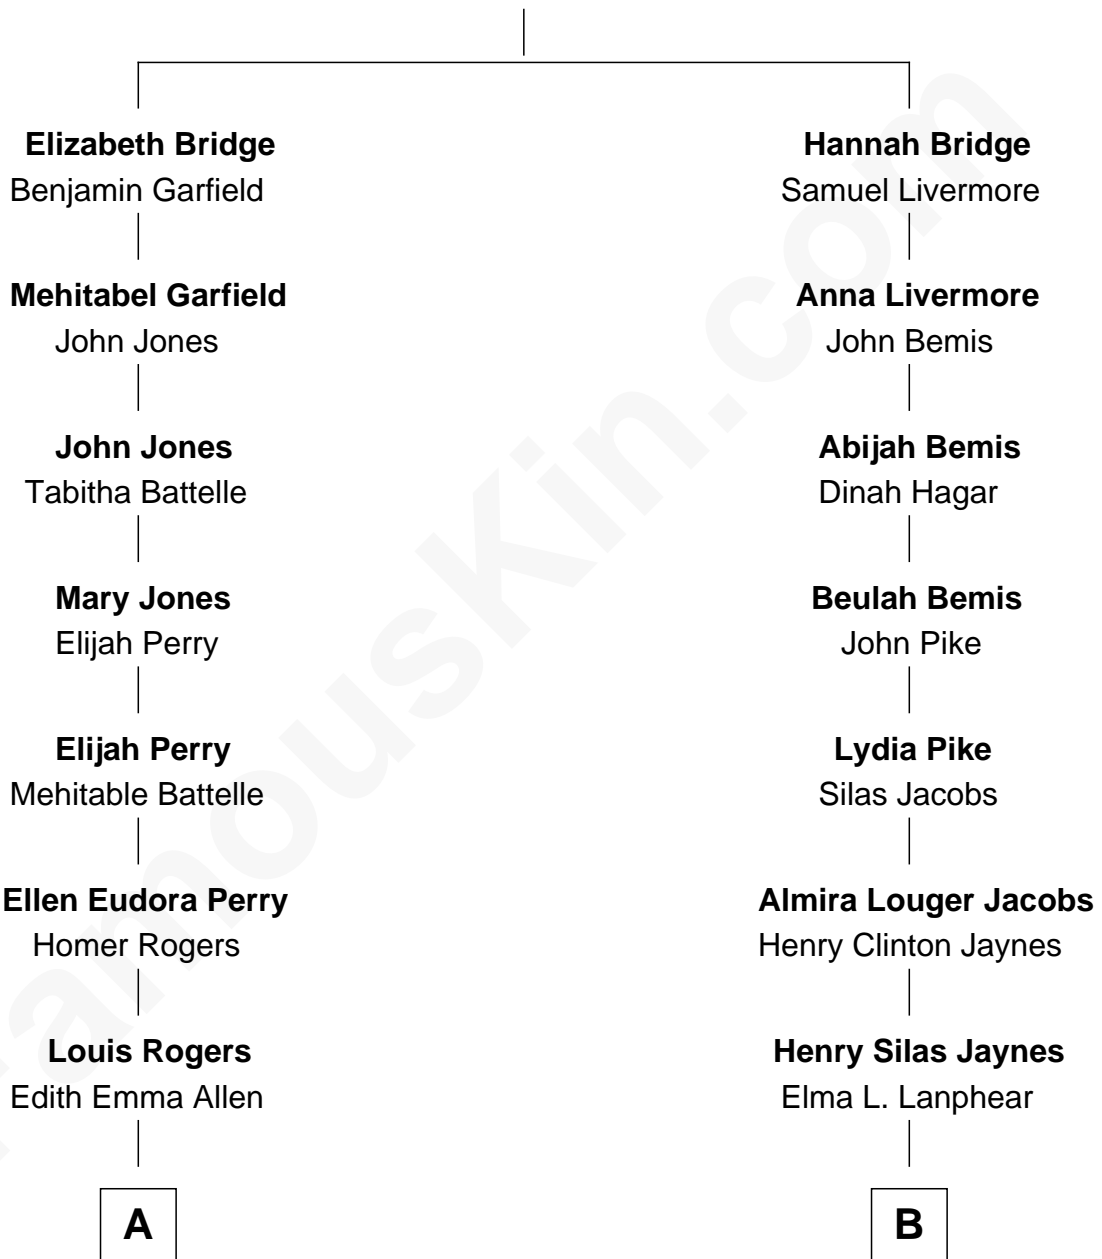 Elizabeth Bridge
Benjamin Garfield
Mehitabel Garfield
John Jones
John Jones
Tabitha Battelle
Mary Jones
Elijah Perry
Elijah Perry
Mehitable Battelle
Ellen Eudora Perry
Homer Rogers
Louis Rogers
Edith Emma Allen
A
Hannah Bridge
Samuel Livermore
Anna Livermore
John Bemis
Abijah Bemis
Dinah Hagar
Beulah Bemis
John Pike
Lydia Pike
Silas Jacobs
Almira Louger Jacobs
Henry Clinton Jaynes
Henry Silas Jaynes
Elma L. Lanphear
B
FamousKin.com